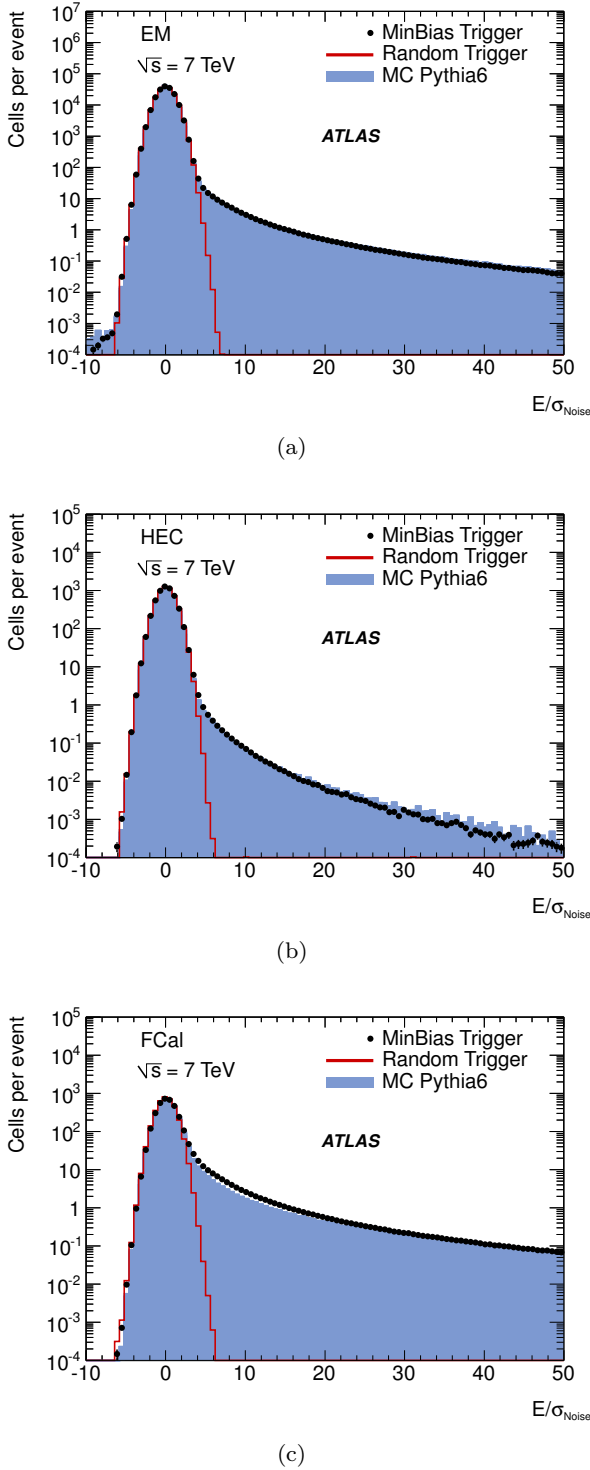 10^7
10^6
10^5
10^4
10^3
10^2
10
1
10^-1
10^-2
10^-3
10^-4
Cells per event
EM
√s = 7 TeV
MinBias Trigger
Random Trigger
MC Pythia6
ATLAS
-10 0 10 20 30 40 50
E/σ_Noise
(a)
10^5
10^4
10^3
10^2
10
1
10^-1
10^-2
10^-3
10^-4
Cells per event
HEC
√s = 7 TeV
MinBias Trigger
Random Trigger
MC Pythia6
ATLAS
-10 0 10 20 30 40 50
E/σ_Noise
(b)
10^5
10^4
10^3
10^2
10
1
10^-1
10^-2
10^-3
10^-4
Cells per event
FCal
√s = 7 TeV
MinBias Trigger
Random Trigger
MC Pythia6
ATLAS
-10 0 10 20 30 40 50
E/σ_Noise
(c)